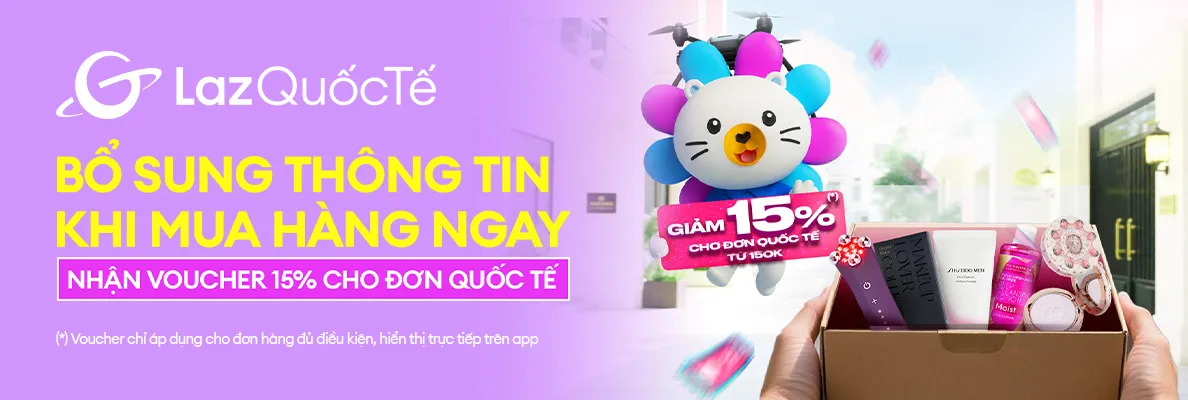 LazQuốcTế
BỔ SUNG THÔNG TIN
KHI MUA HÀNG NGAY
NHẬN VOUCHER 15% CHO ĐƠN QUỐC TẾ
(*) Voucher chỉ áp dụng cho đơn hàng đủ điều kiện, hiển thị trực tiếp trên app
GIẢM 15% (*)
CHO ĐƠN QUỐC TẾ
TỪ 150K
MAKEUP
LOVER
SHISEIDO MEN
Moist